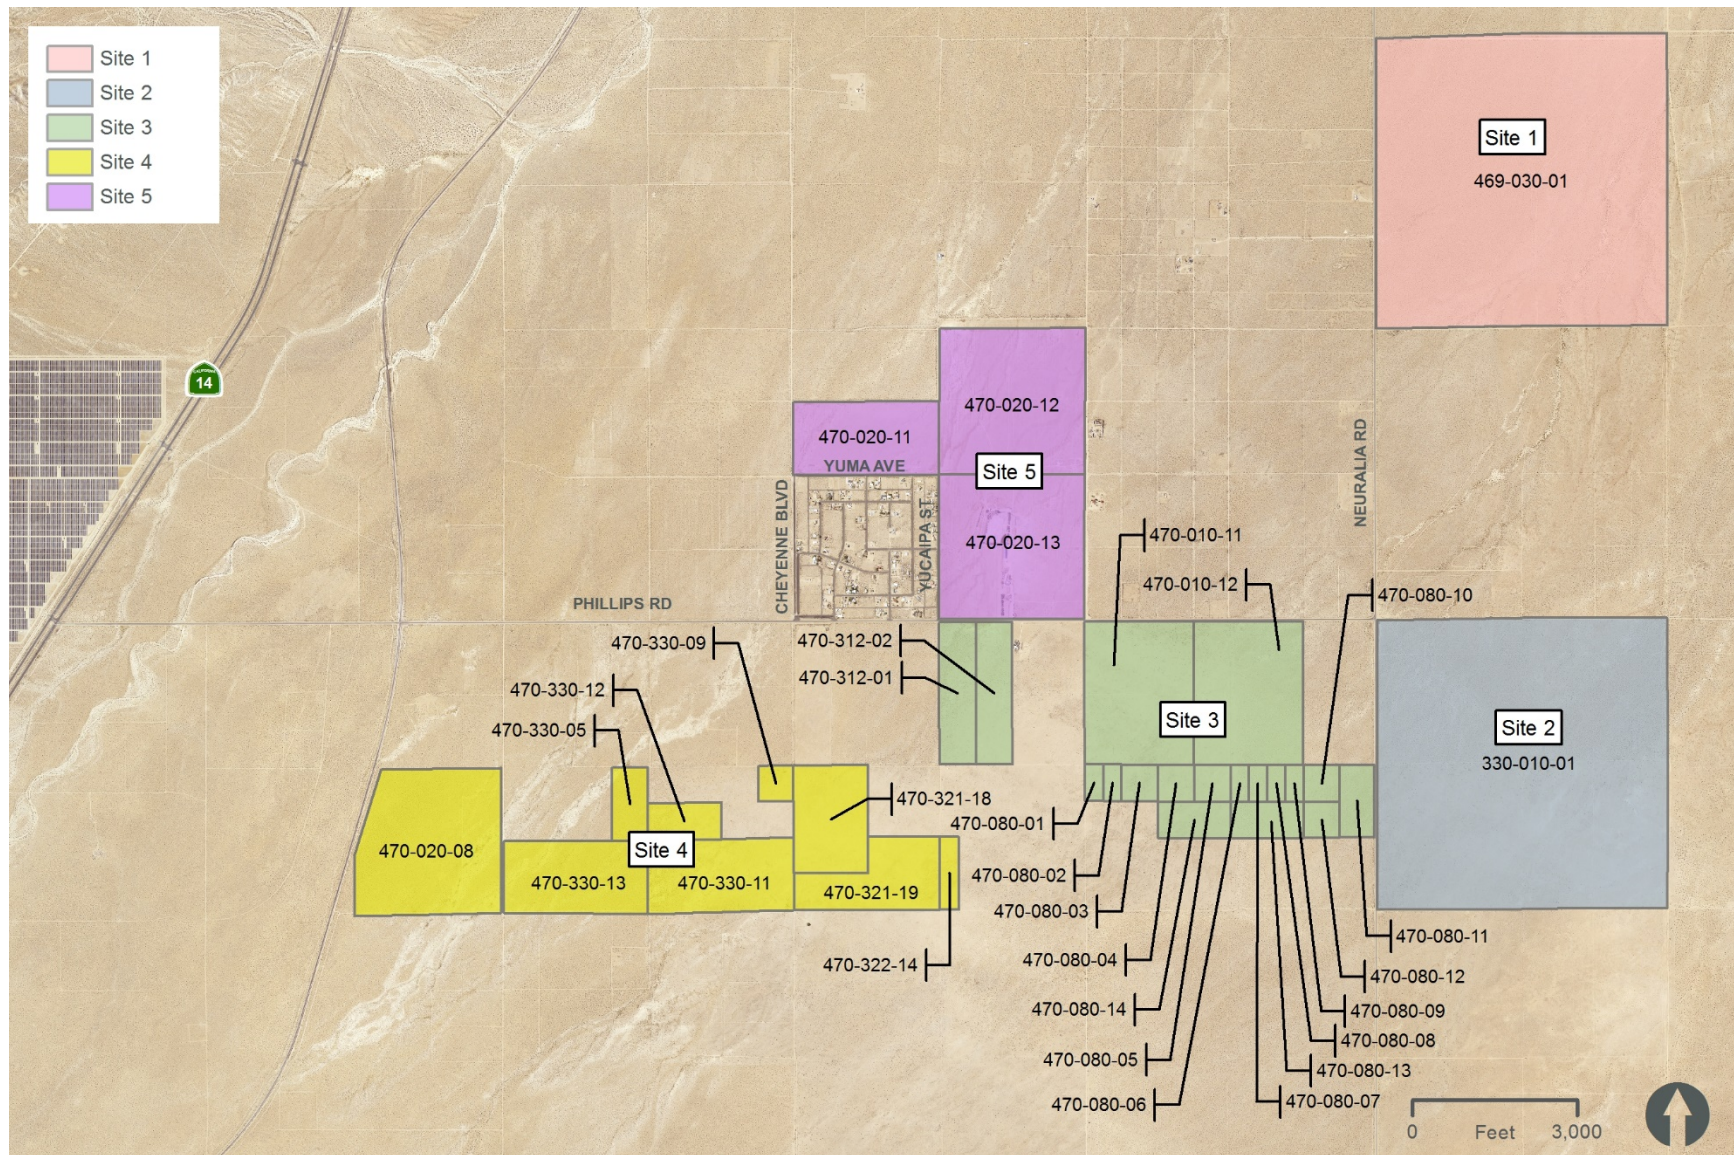 Site 1
Site 2
Site 3
Site 4
Site 5
Site 1
469-030-01
CALIFORNIA
14
470-020-12
470-020-11
YUMA AVE
Site 5
CHEYENNE BLVD
YUCAIPA ST
NEURALIA RD
470-020-13
470-010-11
470-010-12
470-080-10
PHILLIPS RD
470-330-09
470-312-02
470-312-01
470-330-12
470-330-05
Site 3
Site 2
330-010-01
470-321-18
470-080-01
470-020-08
Site 4
470-330-13
470-330-11
470-321-19
470-080-02
470-080-03
470-080-11
470-322-14
470-080-04
470-080-12
470-080-14
470-080-09
470-080-08
470-080-05
470-080-13
470-080-06
470-080-07
0 Feet 3,000